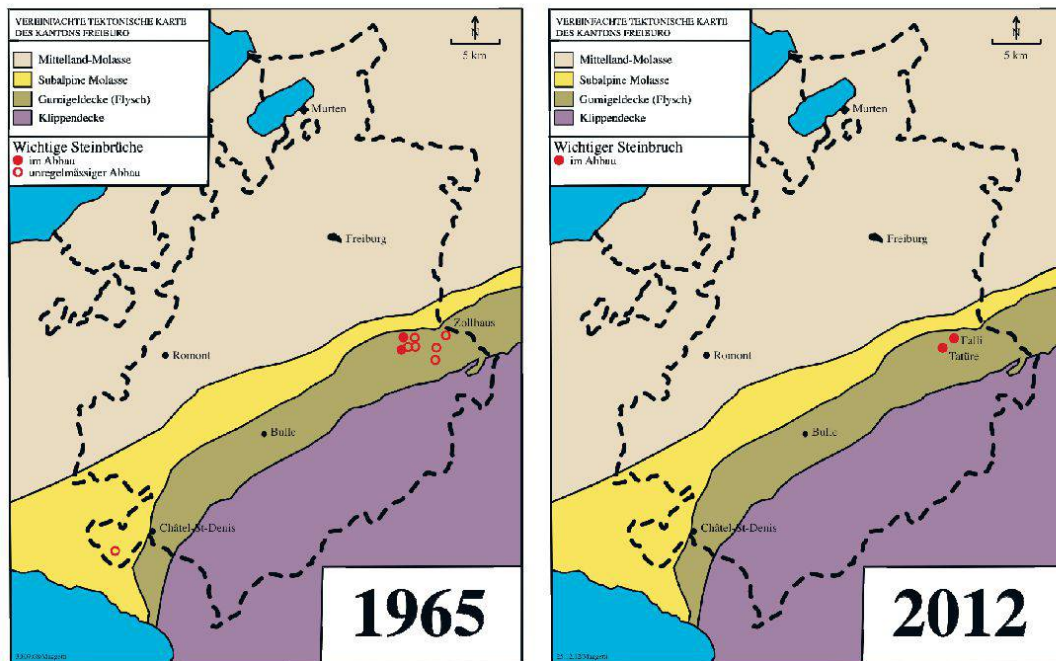 VEREINFACHTE TEKTONISCHE KARTE
DES KANTONS FREIBURG
Mittelland-Molasse
Subalpine Molasse
Gurnigeldecke (Flysch)
Klippendecke
Wichtige Steinbrüche
im Abbau
unregelmässiger Abbau
N
5 km
Murten
Freiburg
Zollhaus
Romont
Bulle
Châtel-St-Denis
1965
VEREINFACHTE TEKTONISCHE KARTE
DES KANTONS FREIBURG
Mittelland-Molasse
Subalpine Molasse
Gurnigeldecke (Flysch)
Klippendecke
Wichtiger Steinbruch
im Abbau
N
5 km
Murten
Freiburg
Falli
Tatüre
Romont
Bulle
Châtel-St-Denis
2012